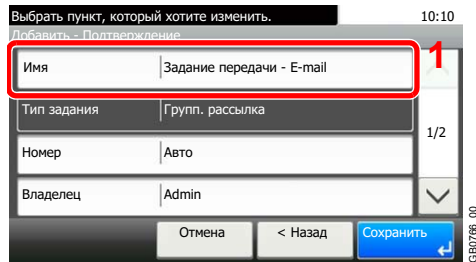 Выбрать пункт, который хотите изменить. 10:10
Добавить - Подтверждение
Имя Задание передачи - E-mail
1
Тип задания Групп. рассылка
1/2
Номер Авто
Владелец Admin
Отмена < Назад Сохранить
GB0766_00